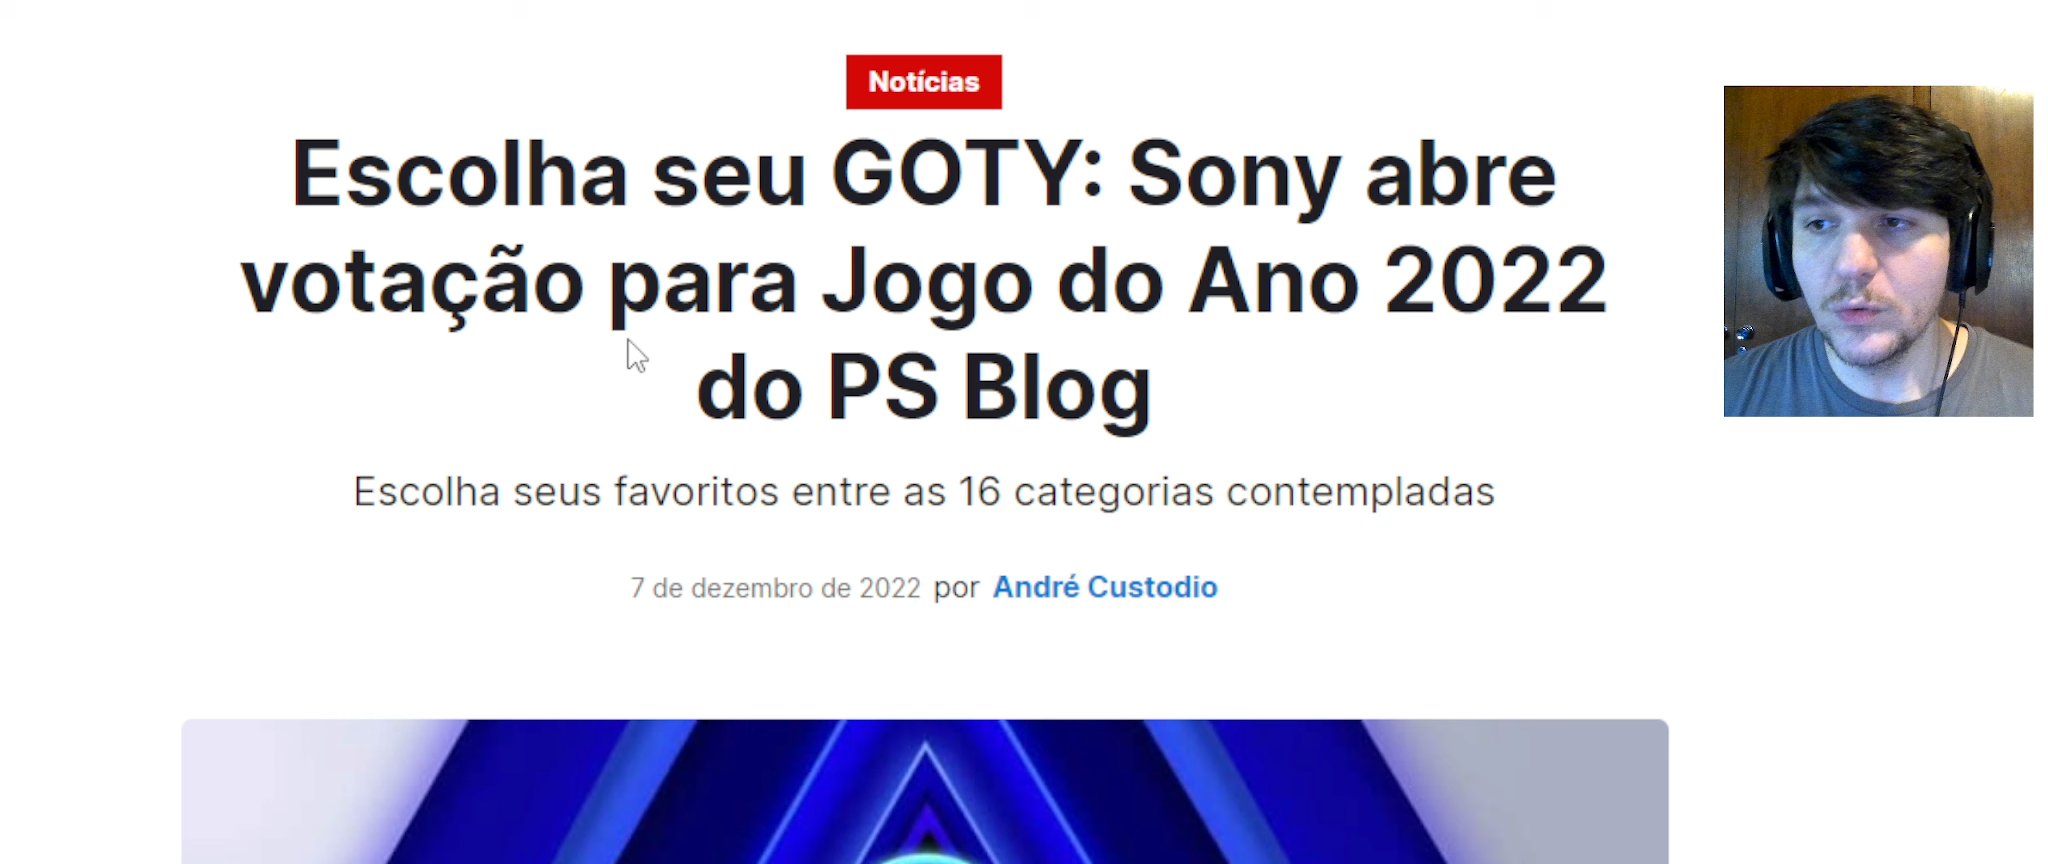 Notícias
Escolha seu GOTY: Sony abre
votação para Jogo do Ano 2022
do PS Blog
Escolha seus favoritos entre as 16 categorias contempladas
7 de dezembro de 2022 por André Custodio